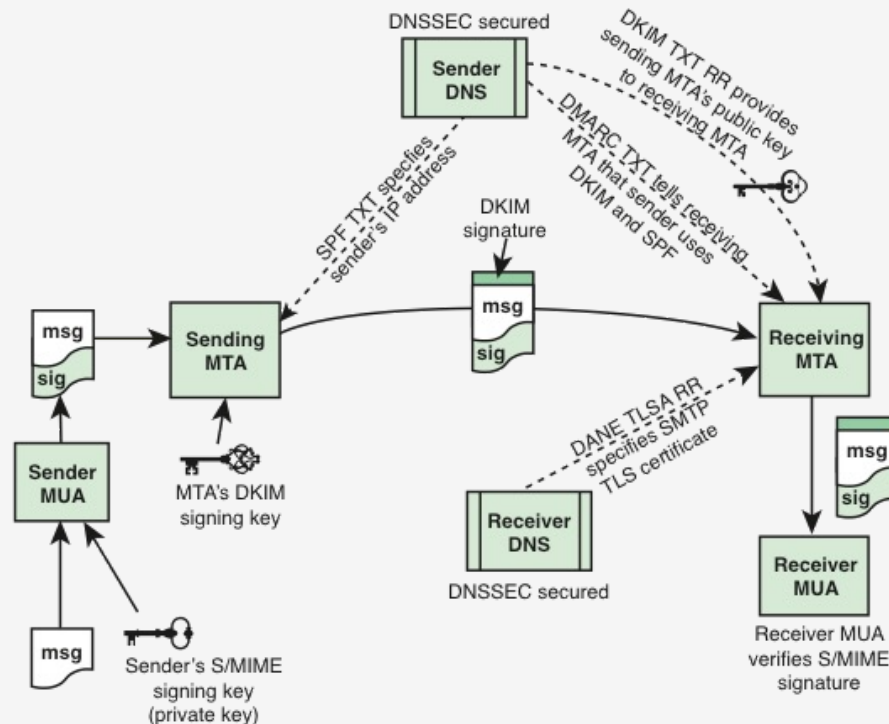 DNSSEC secured
Sender
DNS
DKIM TXT RR provides
sending MTA's public key
to receiving MTA
DMARC TXT tells receiving
MTA that sender uses
DKIM and SPF
SPF TXT specfies
sender's IP address
DKIM
signature
msg
sig
Sending
MTA
msg
sig
Receiving
MTA
Sender
MUA
MTA's DKIM
signing key
DANE TLSA RR
specifies SMTP
TLS certificate
msg
sig
Receiver
DNS
DNSSEC secured
Receiver
MUA
msg
Sender's S/MIME
signing key
(private key)
Receiver MUA
verifies S/MIME
signature